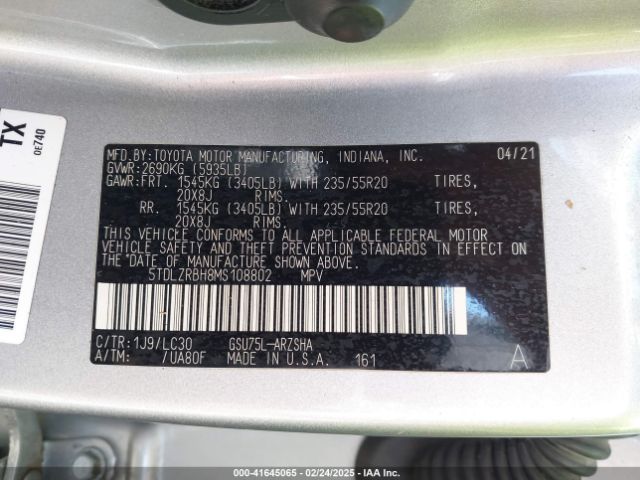 TX
0E740
MFD.BY:TOYOTA MOTOR MANUFACTURING, INDIANA, INC. 04/21
GVWR:2690KG (5935LB)
GAWR:FRT. 1545KG (3405LB) WITH 235/55R20 TIRES,
20X8J RIMS.
RR. 1545KG (3405LB) WITH 235/55R20 TIRES,
20X8J RIMS.
THIS VEHICLE CONFORMS TO ALL APPLICABLE FEDERAL MOTOR
VEHICLE SAFETY AND THEFT PREVENTION STANDARDS IN EFFECT ON
THE "DATE OF MANUFACTURE SHOWN ABOVE.
5TDLZRBH8MS108802 MPV
C/TR:1J9/LC30 GSU75L-ARZSHA
A/TM: /UA80F MADE IN U.S.A. 161 A
000-41645065 - 02/24/2025 - IAA Inc.